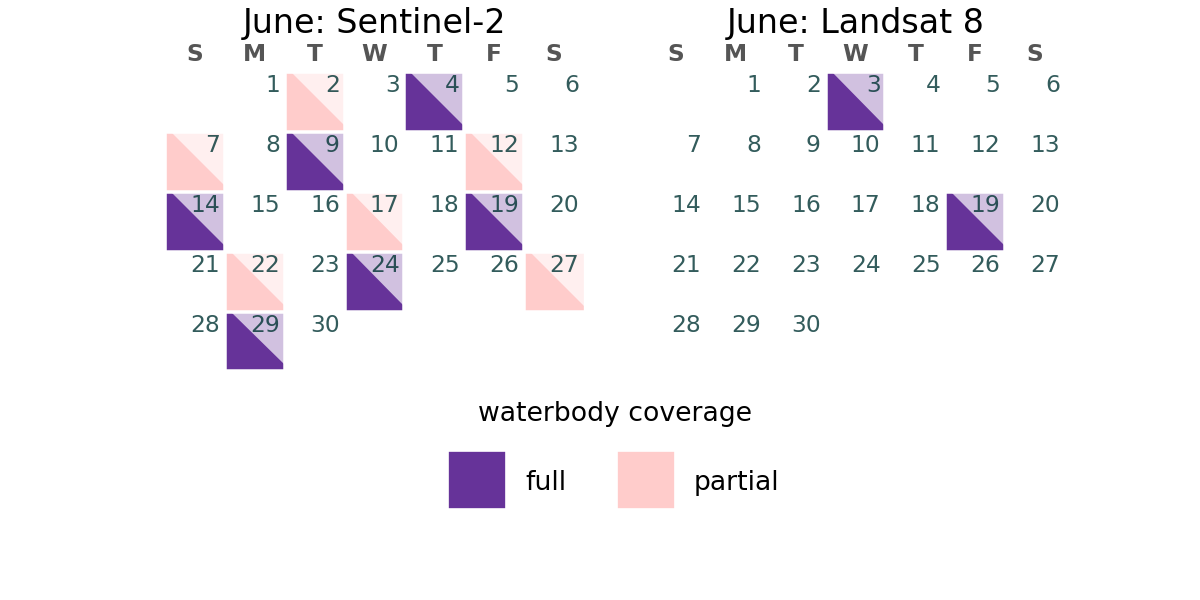 June: Sentinel-2
S M T W T F S
1 2 3 4 5 6
7 8 9 10 11 12 13
14 15 16 17 18 19 20
21 22 23 24 25 26 27
28 29 30
June: Landsat 8
S M T W T F S
1 2 3 4 5 6
7 8 9 10 11 12 13
14 15 16 17 18 19 20
21 22 23 24 25 26 27
28 29 30
waterbody coverage
full partial